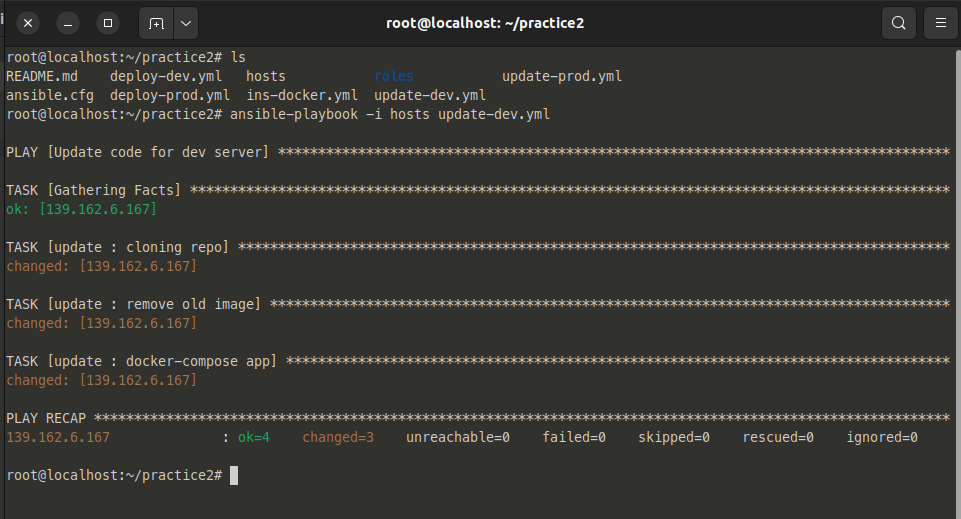 root@localhost: ~/practice2
root@localhost:~/practice2# ls
README.md    deploy-dev.yml   hosts           roles           update-prod.yml
ansible.cfg  deploy-prod.yml  ins-docker.yml  update-dev.yml
root@localhost:~/practice2# ansible-playbook -i hosts update-dev.yml
PLAY [Update code for dev server] ************************************************************************************
TASK [Gathering Facts] ***********************************************************************************************
ok: [139.162.6.167]
TASK [update : cloning repo] *****************************************************************************************
changed: [139.162.6.167]
TASK [update : remove old image] *************************************************************************************
changed: [139.162.6.167]
TASK [update : docker-compose app] ***********************************************************************************
changed: [139.162.6.167]
PLAY RECAP ***********************************************************************************************************
139.162.6.167              : ok=4    changed=3    unreachable=0    failed=0    skipped=0    rescued=0    ignored=0
root@localhost:~/practice2#